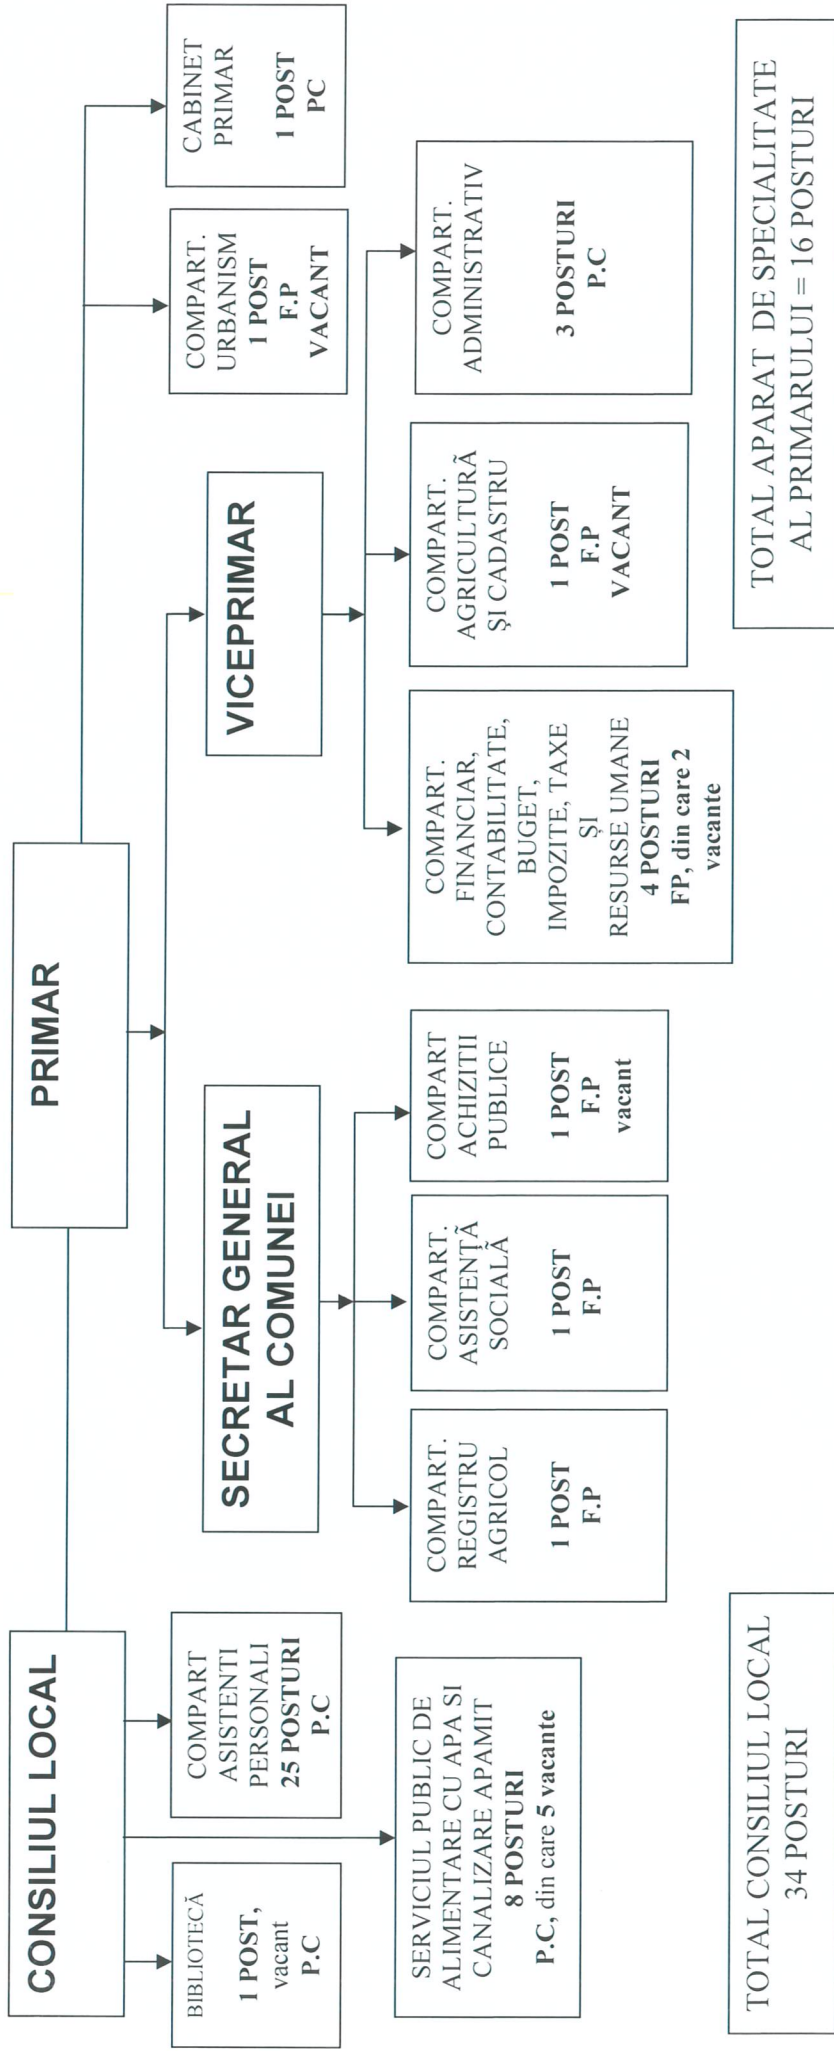 CONSILIUL LOCAL
PRIMAR
BIBLIOTECĂ
1 POST,
vacant
P.C
COMPART
ASISTENTI
PERSONALI
25 POSTURI
P.C
SERVICIUL PUBLIC DE
ALIMENTARE CU APA SI
CANALIZARE APAMIT
8 POSTURI
P.C, din care 5 vacante
SECRETAR GENERAL
AL COMUNEI
VICEPRIMAR
COMPART.
URBANISM
1 POST
F.P
VACANT
CABINET
PRIMAR
1 POST
PC
COMPART.
REGISTRU
AGRICOL
1 POST
F.P
COMPART.
ASISTENŢĂ
SOCIALĂ
1 POST
F.P
COMPART
ACHIZITII
PUBLICE
1 POST
F.P
vacant
COMPART.
FINANCIAR,
CONTABILITATE,
BUGET,
IMPOZITE, TAXE
ŞI
RESURSE UMANE
4 POSTURI
FP, din care 2
vacante
COMPART.
AGRICULTURĂ
ŞI CADASTRU
1 POST
F.P
VACANT
COMPART.
ADMINISTRATIV
3 POSTURI
P.C
TOTAL CONSILIUL LOCAL
34 POSTURI
TOTAL APARAT DE SPECIALITATE
AL PRIMARULUI = 16 POSTURI